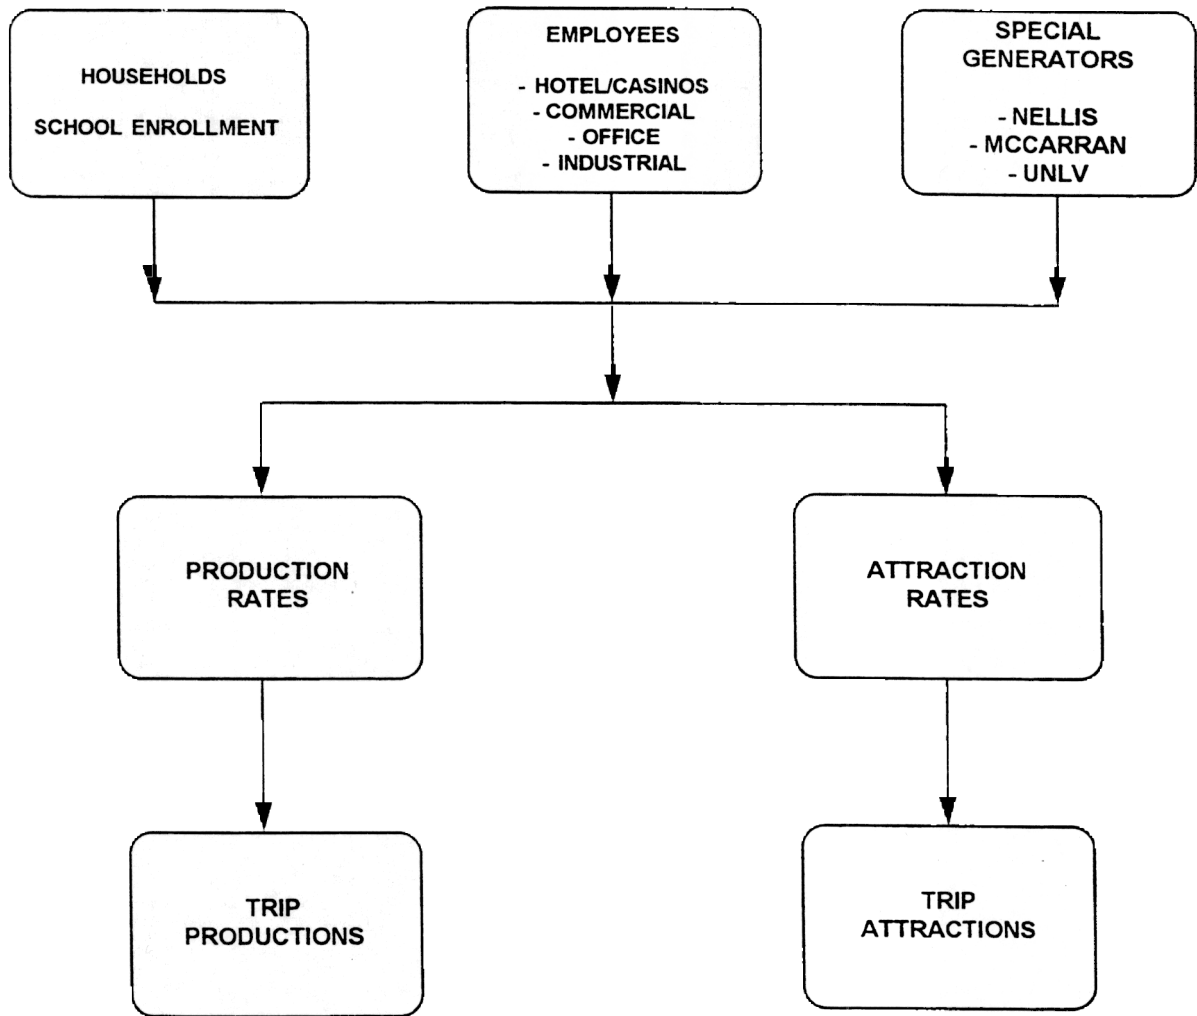 HOUSEHOLDS
SCHOOL ENROLLMENT
EMPLOYEES
- HOTEL/CASINOS
- COMMERCIAL
- OFFICE
- INDUSTRIAL
SPECIAL
GENERATORS
- NELLIS
- MCCARRAN
- UNLV
PRODUCTION
RATES
ATTRACTION
RATES
TRIP
PRODUCTIONS
TRIP
ATTRACTIONS